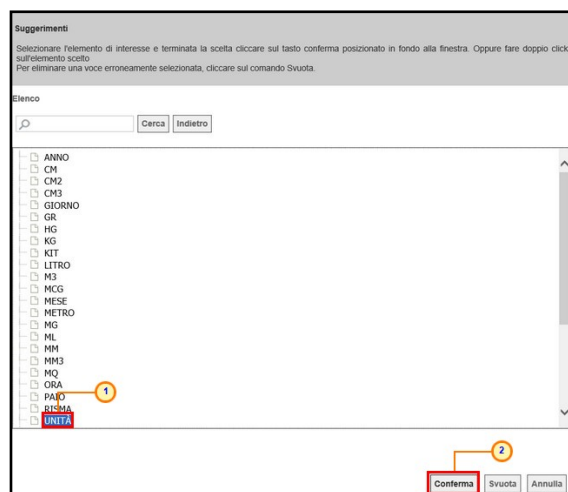 Suggerimenti
Selezionare l'elemento di interesse e terminata la scelta cliccare sul tasto conferma posizionato in fondo alla finestra. Oppure fare doppio click
sull'elemento scelto
Per eliminare una voce erroneamente selezionata, cliccare sul comando Svuota.
Elenco
Cerca Indietro
ANNO
CM
CM2
CM3
GIORNO
GR
HG
KG
KIT
LITRO
M3
MCG
MESE
METRO
MG
ML
MM
MM3
MQ
ORA
PAIO
1
RISMA
UNITÀ
2
Conferma Svuota Annulla